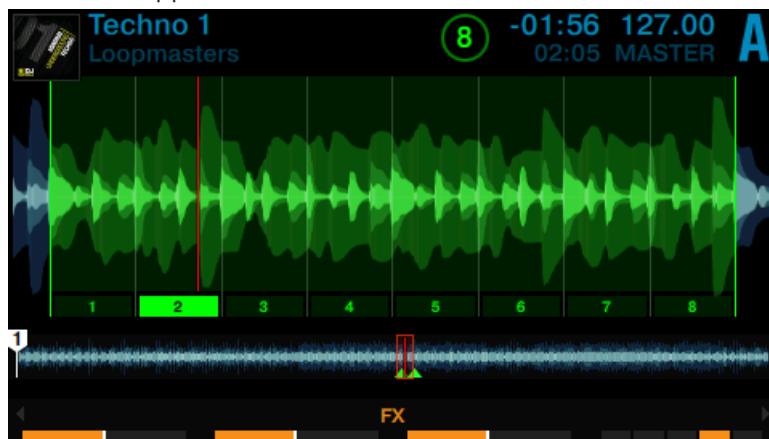 Techno 1
Loopmasters
8
-01:56 127.00
02:05 MASTER
A
1 2 3 4 5 6 7 8
1
FX